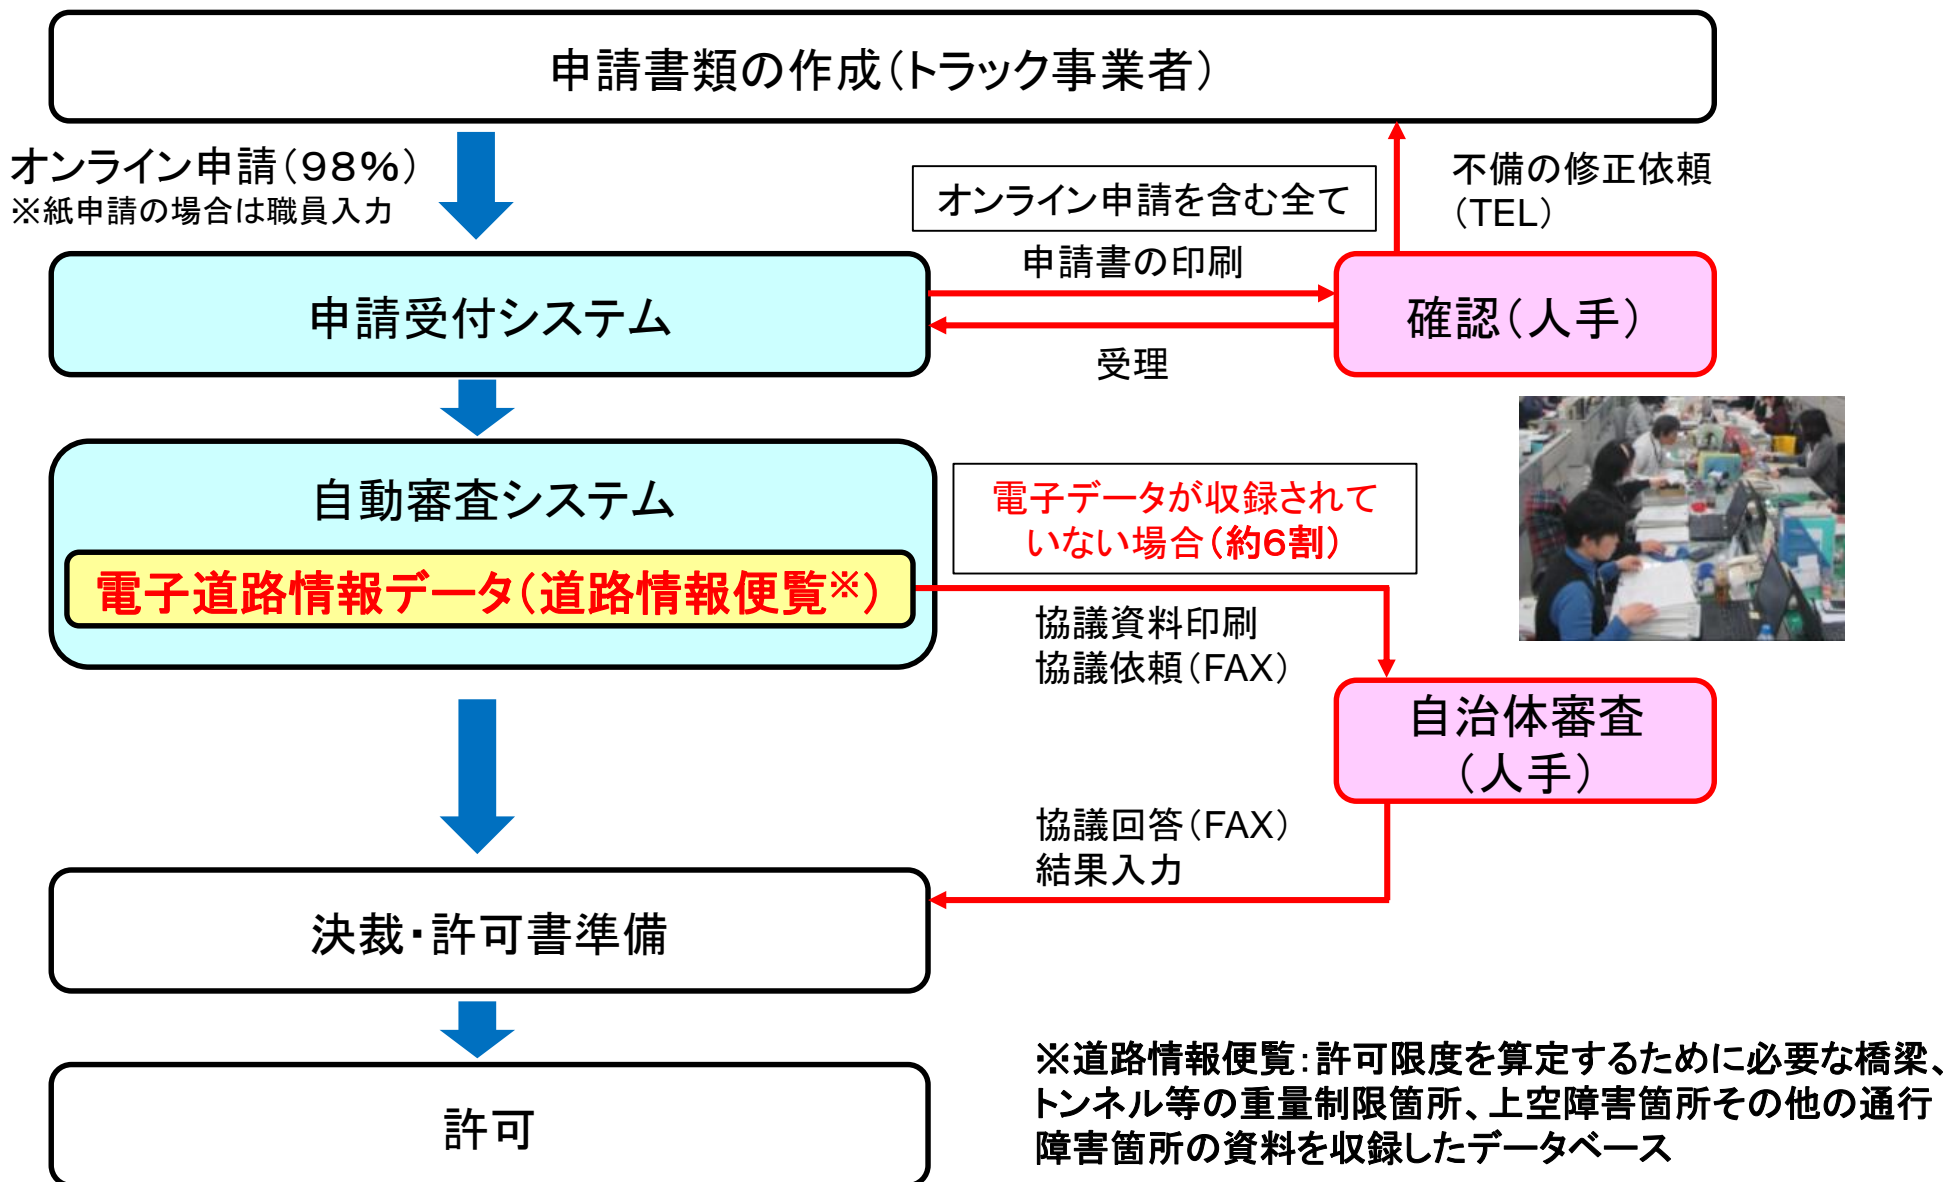 申請書類の作成(トラック事業者)
オンライン申請(98%)
※紙申請の場合は職員入力
オンライン申請を含む全て
不備の修正依頼
(TEL)
申請書の印刷
申請受付システム
確認(人手)
受理
自動審査システム
電子データが収録されて
いない場合(約6割)
電子道路情報データ(道路情報便覧※)
協議資料印刷
協議依頼(FAX)
自治体審査
(人手)
協議回答(FAX)
結果入力
決裁・許可書準備
許可
※道路情報便覧:許可限度を算定するために必要な橋梁、
トンネル等の重量制限箇所、上空障害箇所その他の通行
障害箇所の資料を収録したデータベース